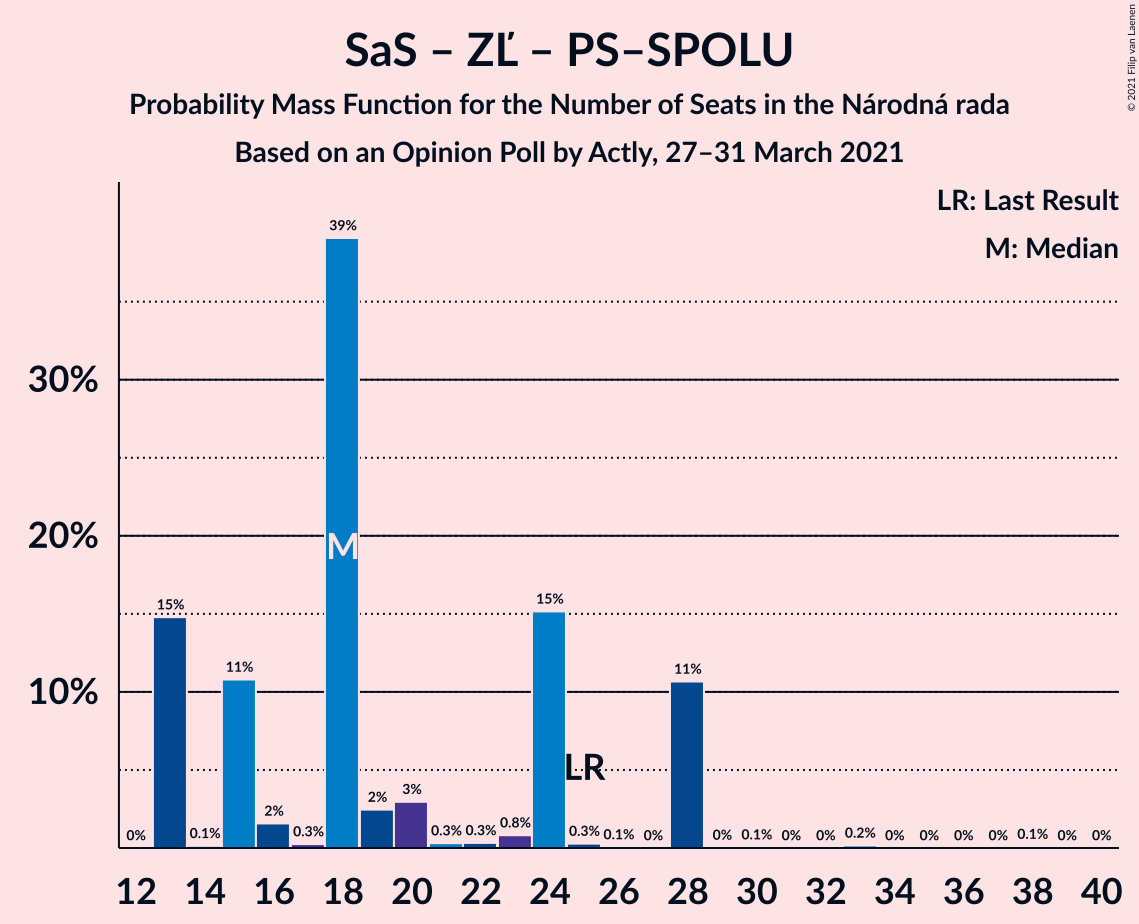 © 2021 Filip van Laenen
SaS – ZĽ – PS–SPOLU
Probability Mass Function for the Number of Seats in the Národná rada
Based on an Opinion Poll by Actly, 27–31 March 2021
LR: Last Result
M: Median
30%
20%
10%
0% 15% 0.1% 11% 2% 0.3% 39% 2% 3% 0.3% 0.3% 0.8% 15% 0.3% 0.1% 0% 11% 0% 0.1% 0% 0% 0.2% 0% 0% 0% 0% 0.1% 0% 0%
M
LR
12 14 16 18 20 22 24 26 28 30 32 34 36 38 40